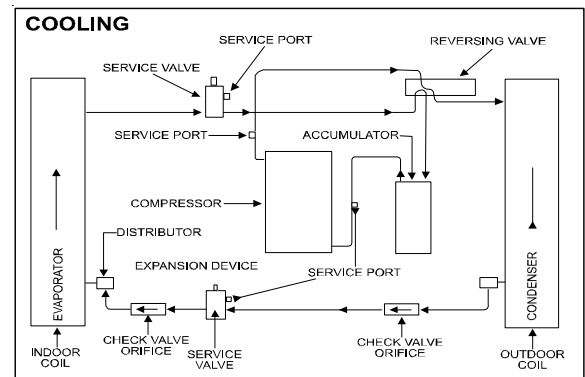 COOLING
SERVICE PORT
REVERSING VALVE
SERVICE VALVE
SERVICE PORT
ACCUMULATOR
COMPRESSOR
DISTRIBUTOR
EXPANSION DEVICE
SERVICE PORT
EVAPORATOR
CONDENSER
INDOOR
COIL
CHECK VALVE
ORIFICE
SERVICE
VALVE
CHECK VALVE
ORIFICE
OUTDOOR
COIL